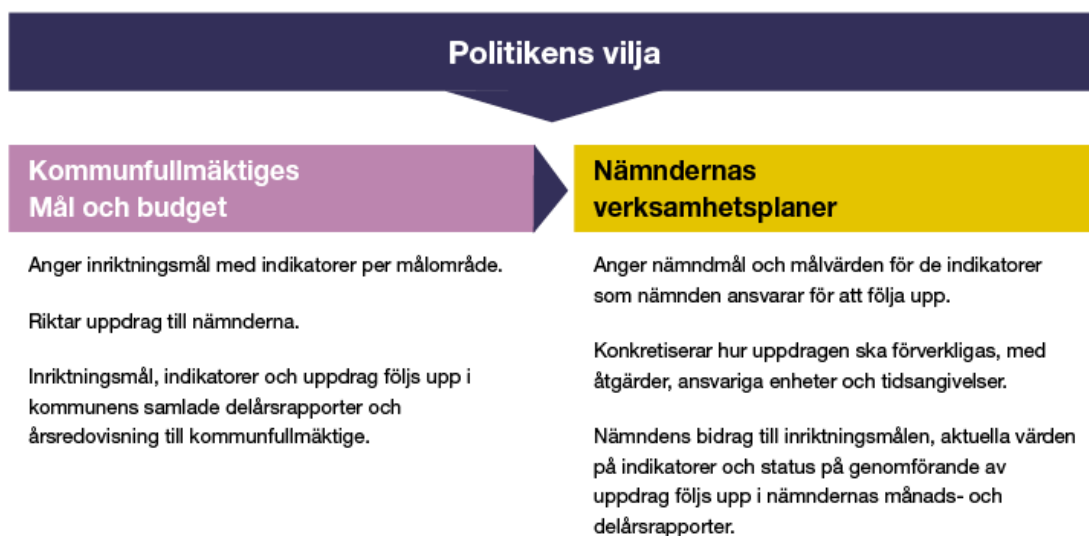 Politikens vilja
Kommunfullmäktiges
Mål och budget
Anger inriktningsmål med indikatorer per målområde.
Riktar uppdrag till nämnderna.
Inriktningsmål, indikatorer och uppdrag följs upp i
kommunens samlade delårsrapporter och
årsredovisning till kommunfullmäktige.
Nämndernas
verksamhetsplaner
Anger nämndmål och målvärden för de indikatorer
som nämnden ansvarar för att följa upp.
Konkretiserar hur uppdragen ska förverkligas, med
åtgärder, ansvariga enheter och tidsangivelser.
Nämndens bidrag till inriktningsmålen, aktuella värden
på indikatorer och status på genomförande av
uppdrag följs upp i nämndernas månads- och
delårsrapporter.